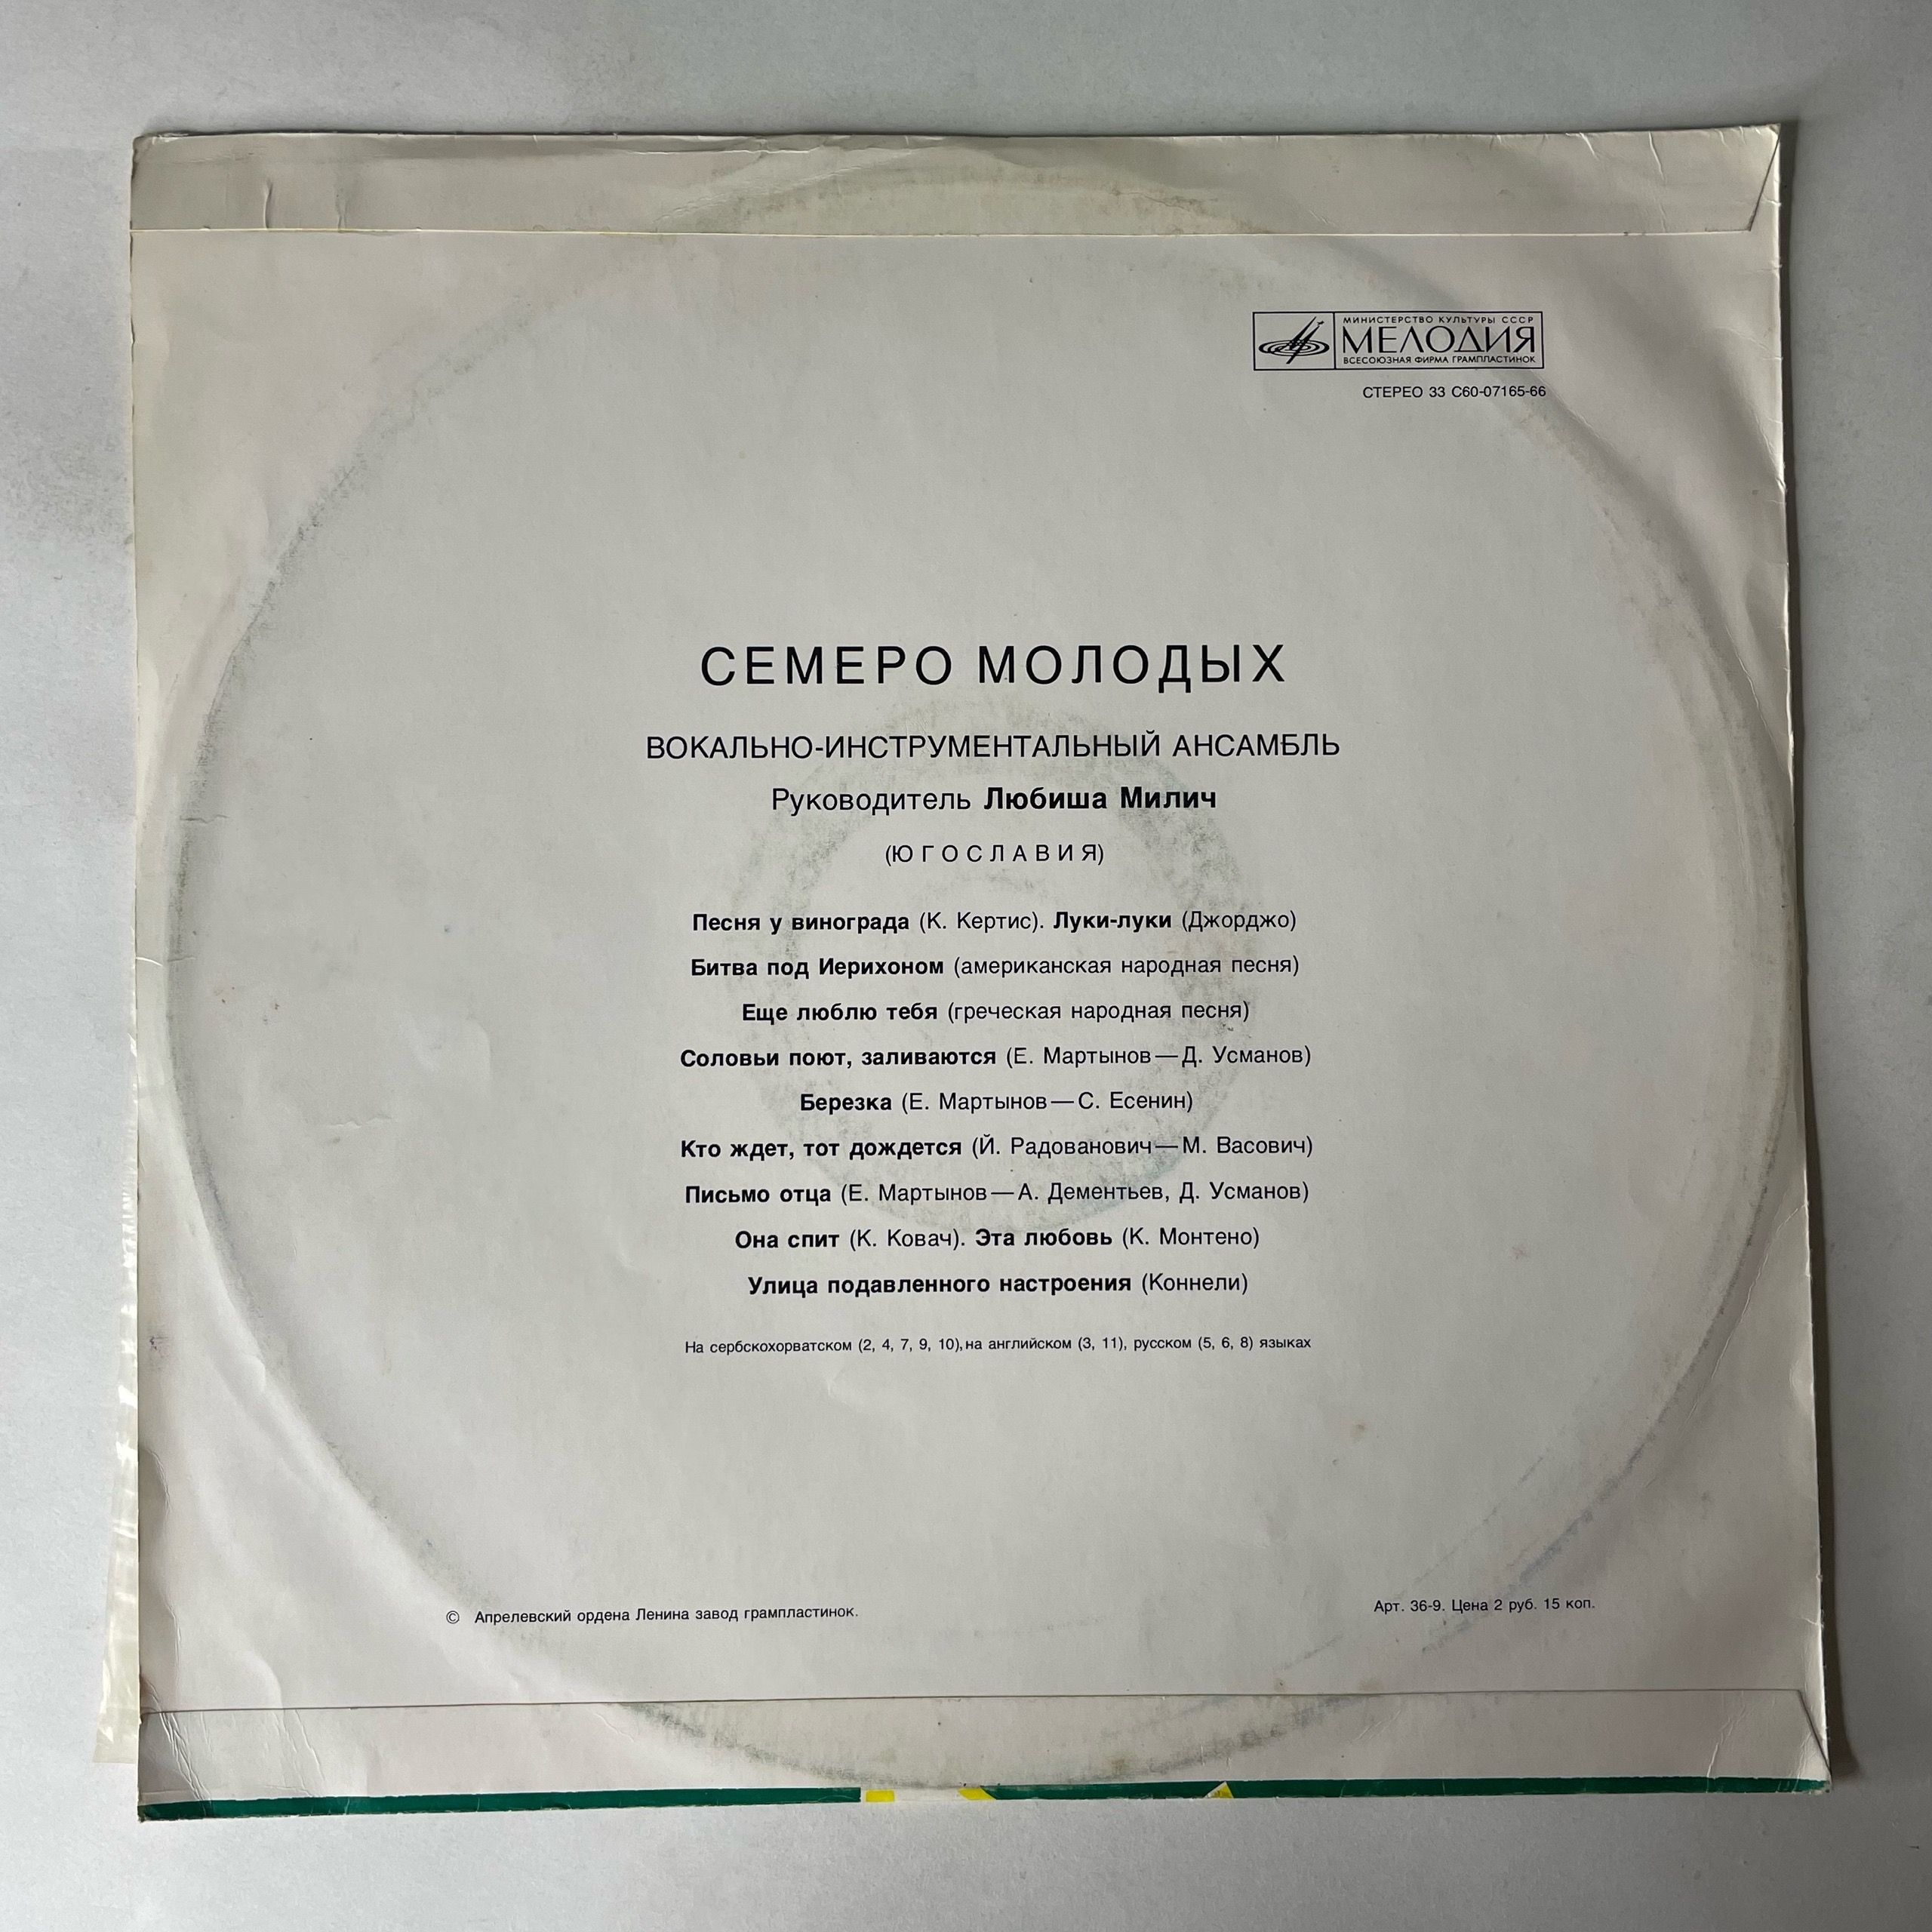 МИНИСТЕРСТВО КУЛЬТУРЫ СССР
МЕЛОДИЯ
ВСЕСОЮЗНАЯ ФИРМА ГРАМПЛАСТИНОК
СТЕРЕО 33 С60-07165-66
СЕМЕРО МОЛОДЫХ
ВОКАЛЬНО-ИНСТРУМЕНТАЛЬНЫЙ АНСАМБЛЬ
Руководитель Любиша Милич
(ЮГОСЛАВИЯ)
Песня у винограда (К. Кертис). Луки-луки (Джорджо)
Битва под Иерихоном (американская народная песня)
Еще люблю тебя (греческая народная песня)
Соловьи поют, заливаются (Е. Мартынов — Д. Усманов)
Березка (Е. Мартынов — С. Есенин)
Кто ждет, тот дождется (Й. Радованович — М. Васович)
Письмо отца (Е. Мартынов — А. Дементьев, Д. Усманов)
Она спит (К. Ковач). Эта любовь (К. Монтено)
Улица подавленного настроения (Коннели)
На сербскохорватском (2, 4, 7, 9, 10), на английском (3, 11), русском (5, 6, 8) языках
© Апрелевский ордена Ленина завод грампластинок.
Арт. 36-9. Цена 2 руб. 15 коп.